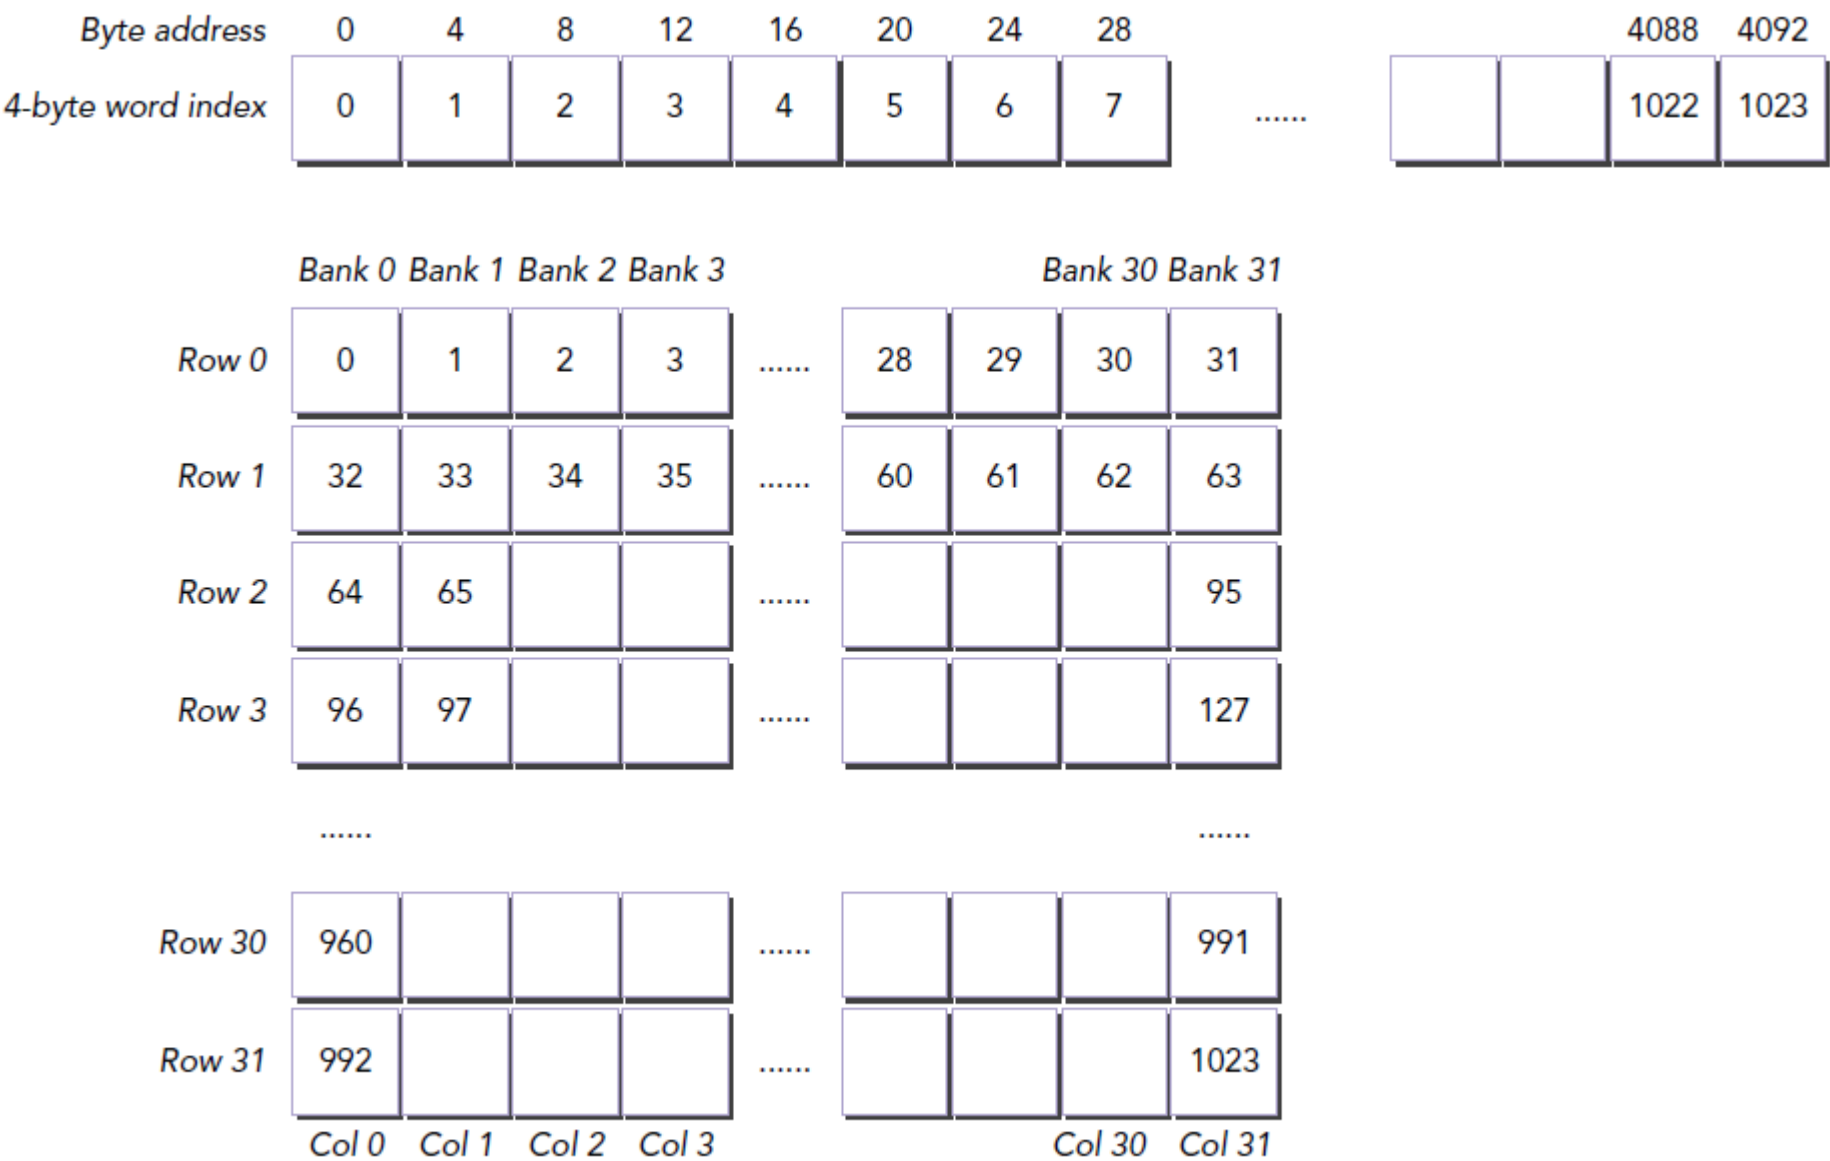 Byte address 0 4 8 12 16 20 24 28 4088 4092
4-byte word index 0 1 2 3 4 5 6 7 ...... 1022 1023
Bank 0 Bank 1 Bank 2 Bank 3 Bank 30 Bank 31
Row 0 0 1 2 3 ...... 28 29 30 31
Row 1 32 33 34 35 ...... 60 61 62 63
Row 2 64 65 ...... 95
Row 3 96 97 ...... 127
...... ......
Row 30 960 ...... 991
Row 31 992 ...... 1023
Col 0 Col 1 Col 2 Col 3 Col 30 Col 31